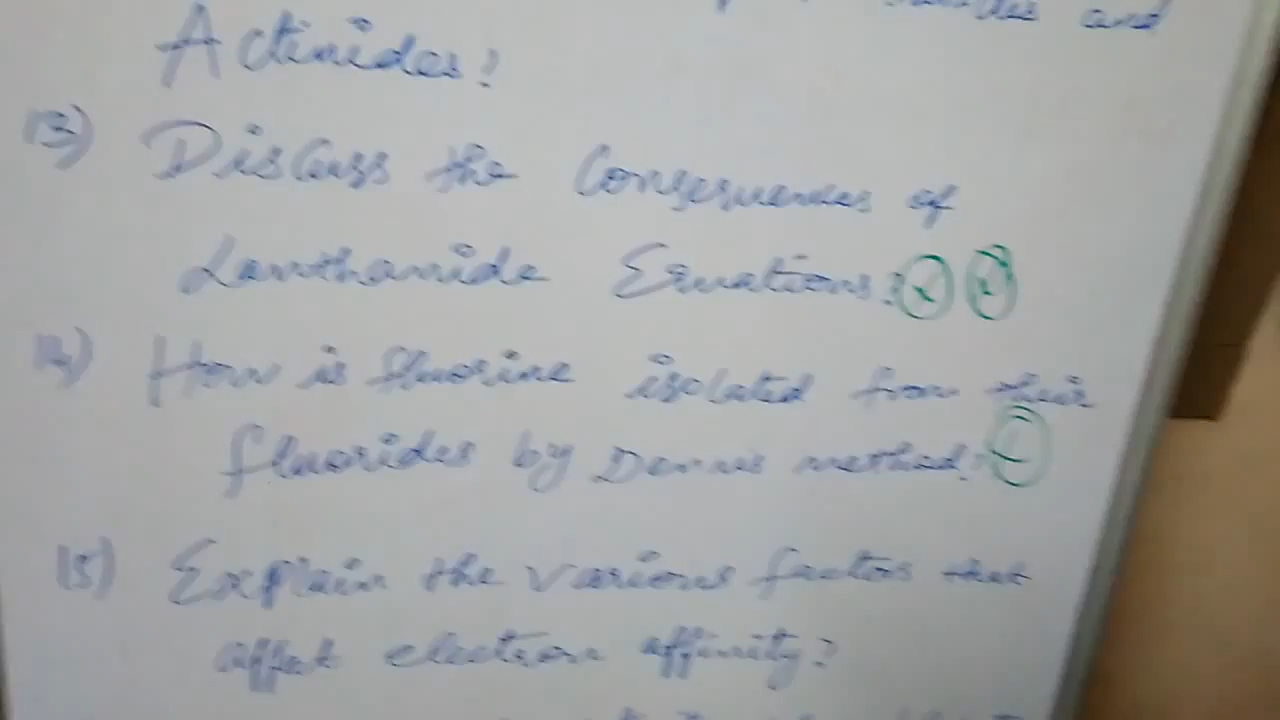 and
Actinides?
13) Discuss the Consequences of
Lanthanide Equations?
14) How is fluorine isolated from their
fluorides by Dennis method?
15) Explain the various factors that
affect electron affinity?